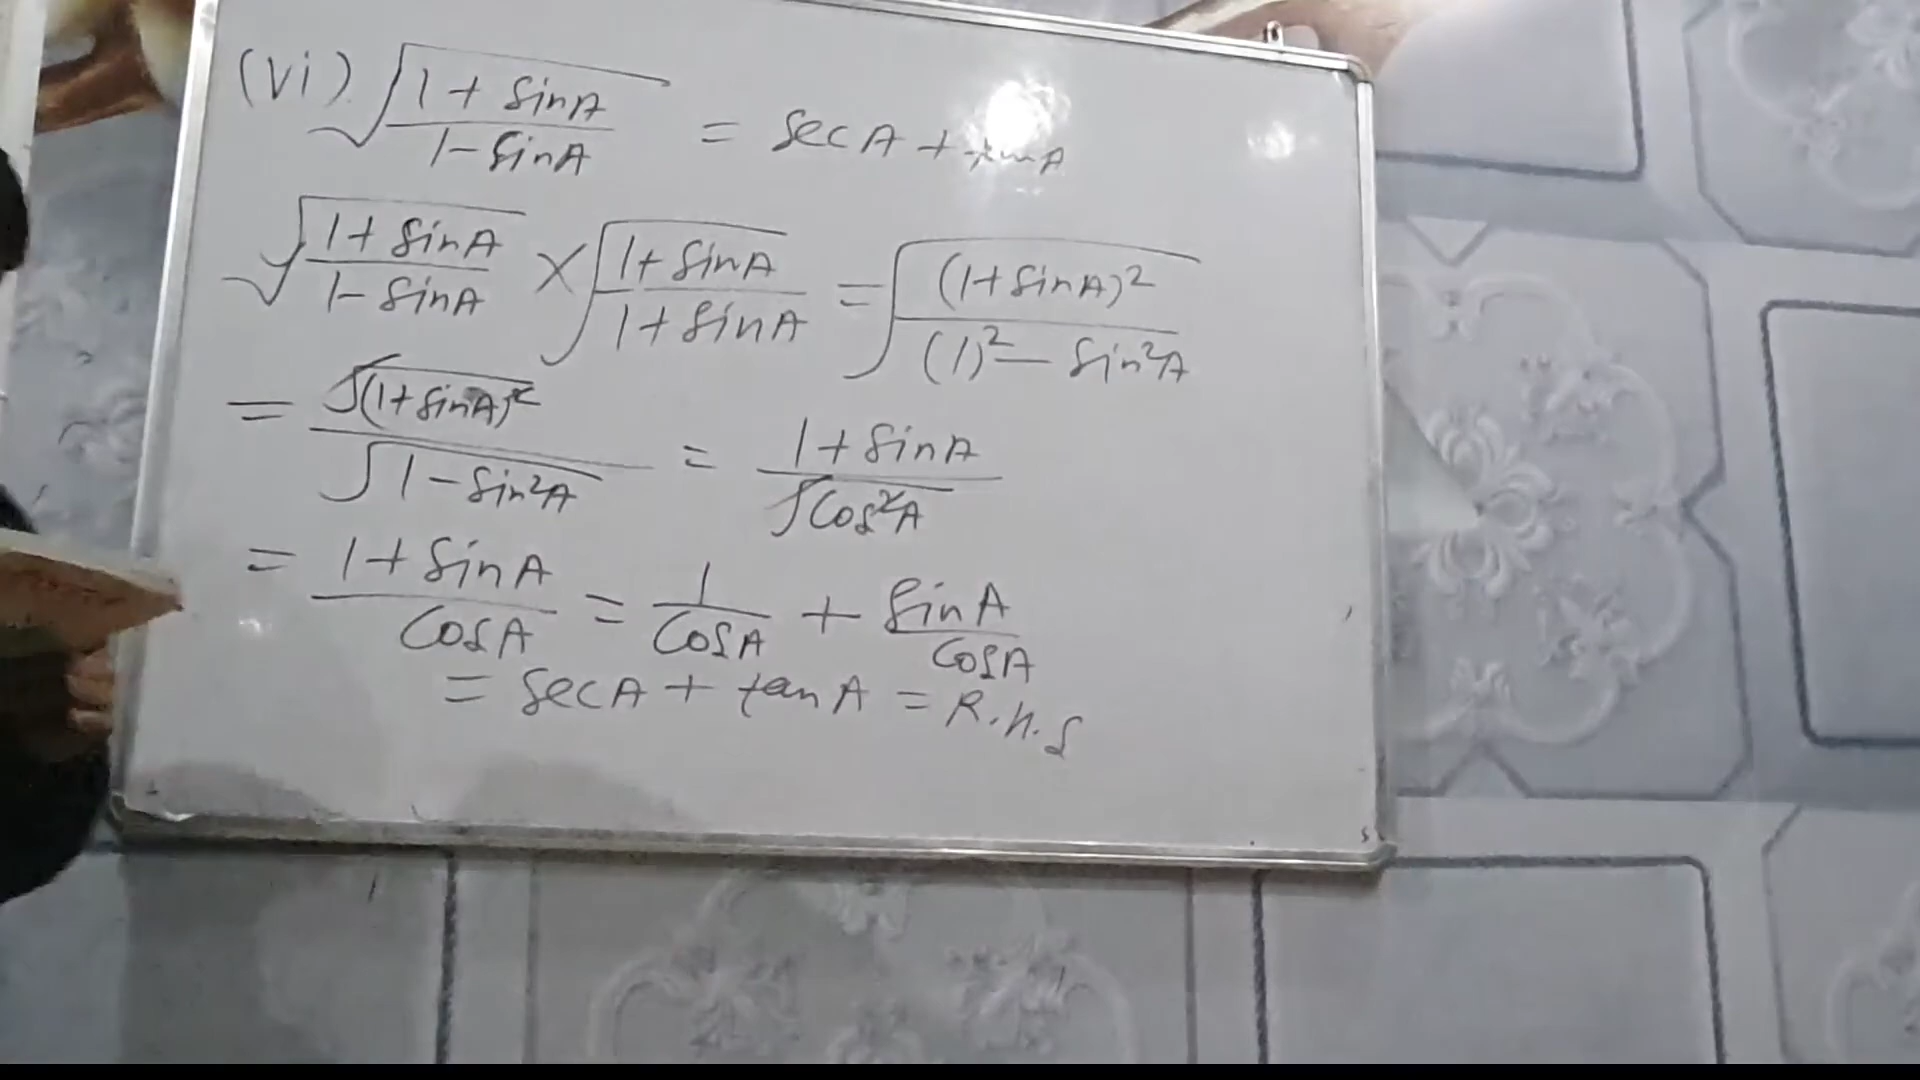 (vi) √(1 + sinA / 1 - sinA) = secA + tanA
√(1 + sinA / 1 - sinA) × √(1 + sinA / 1 + sinA) = √((1 + sinA)² / (1)² - sin²A)
= √(1 + sinA)² / √1 - sin²A = 1 + sinA / √cos²A
= 1 + sinA / cosA = 1 / cosA + sinA / cosA
= secA + tanA = R.H.S